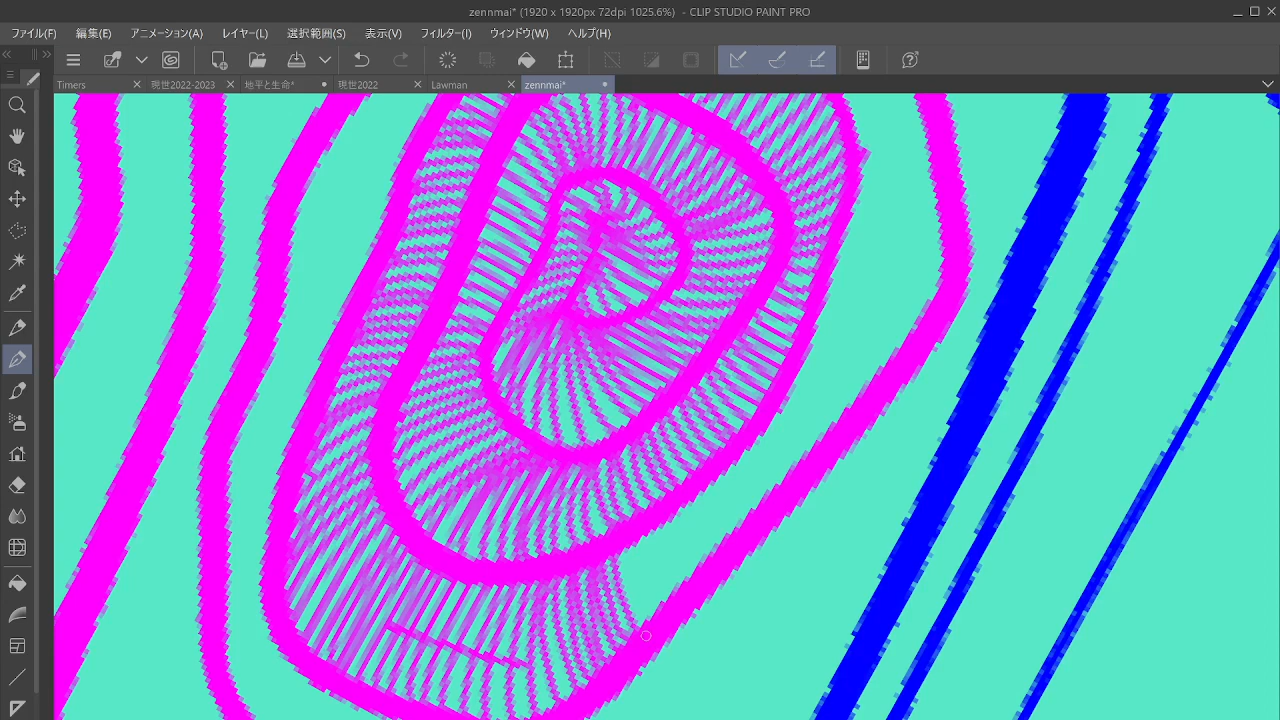 zennmai* (1920 x 1920px 72dpi 1025.6%) - CLIP STUDIO PAINT PRO
ファイル(F) 編集(E) アニメーション(A) レイヤー(L) 選択範囲(S) 表示(V) フィルター(I) ウィンドウ(W) ヘルプ(H)
Timers 現世2022-2023 地平と生命* 現世2022 Lawman zennmai*